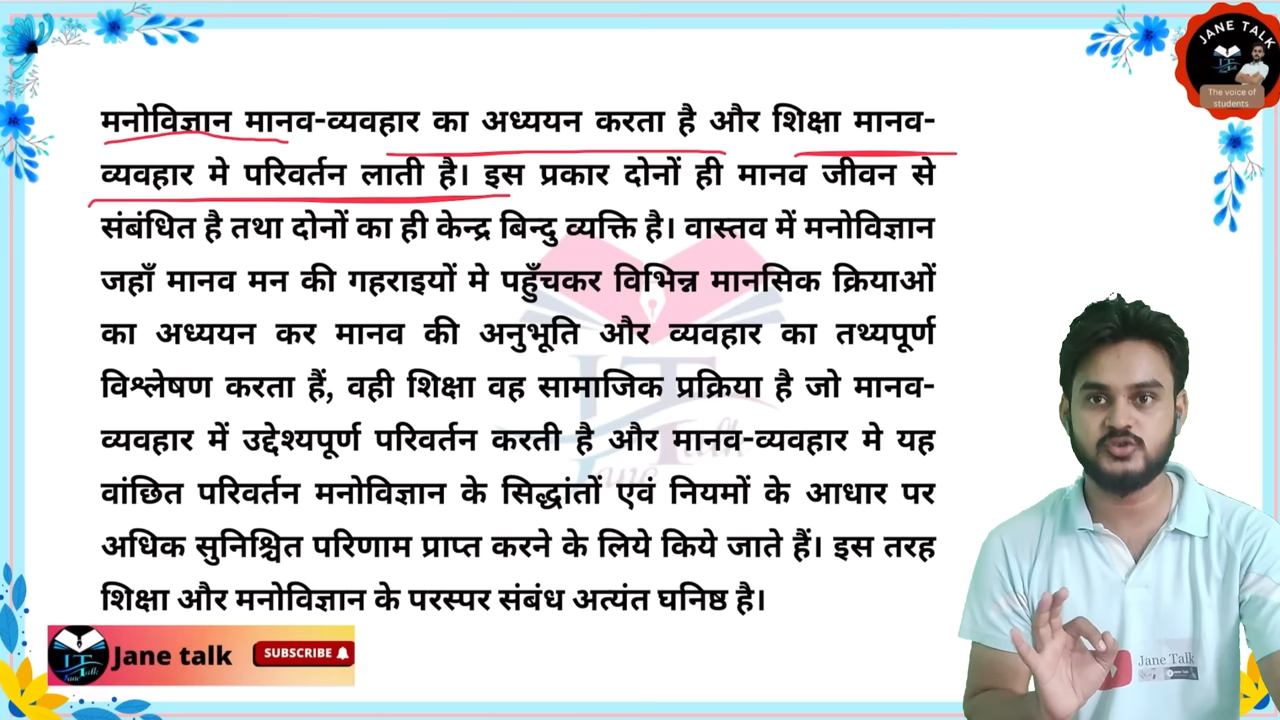 JANE TALK
The voice of
students
मनोविज्ञान मानव-व्यवहार का अध्ययन करता है और शिक्षा मानव-
व्यवहार मे परिवर्तन लाती है। इस प्रकार दोनों ही मानव जीवन से
संबंधित है तथा दोनों का ही केन्द्र बिन्दु व्यक्ति है। वास्तव में मनोविज्ञान
जहाँ मानव मन की गहराइयों मे पहुँचकर विभिन्न मानसिक क्रियाओं
का अध्ययन कर मानव की अनुभूति और व्यवहार का तथ्यपूर्ण
विश्लेषण करता हैं, वही शिक्षा वह सामाजिक प्रक्रिया है जो मानव-
व्यवहार में उद्देश्यपूर्ण परिवर्तन करती है और मानव-व्यवहार मे यह
वांछित परिवर्तन मनोविज्ञान के सिद्धांतों एवं नियमों के आधार पर
अधिक सुनिश्चित परिणाम प्राप्त करने के लिये किये जाते हैं। इस तरह
शिक्षा और मनोविज्ञान के परस्पर संबंध अत्यंत घनिष्ठ है।
Jane talk
SUBSCRIBE
Jane Talk